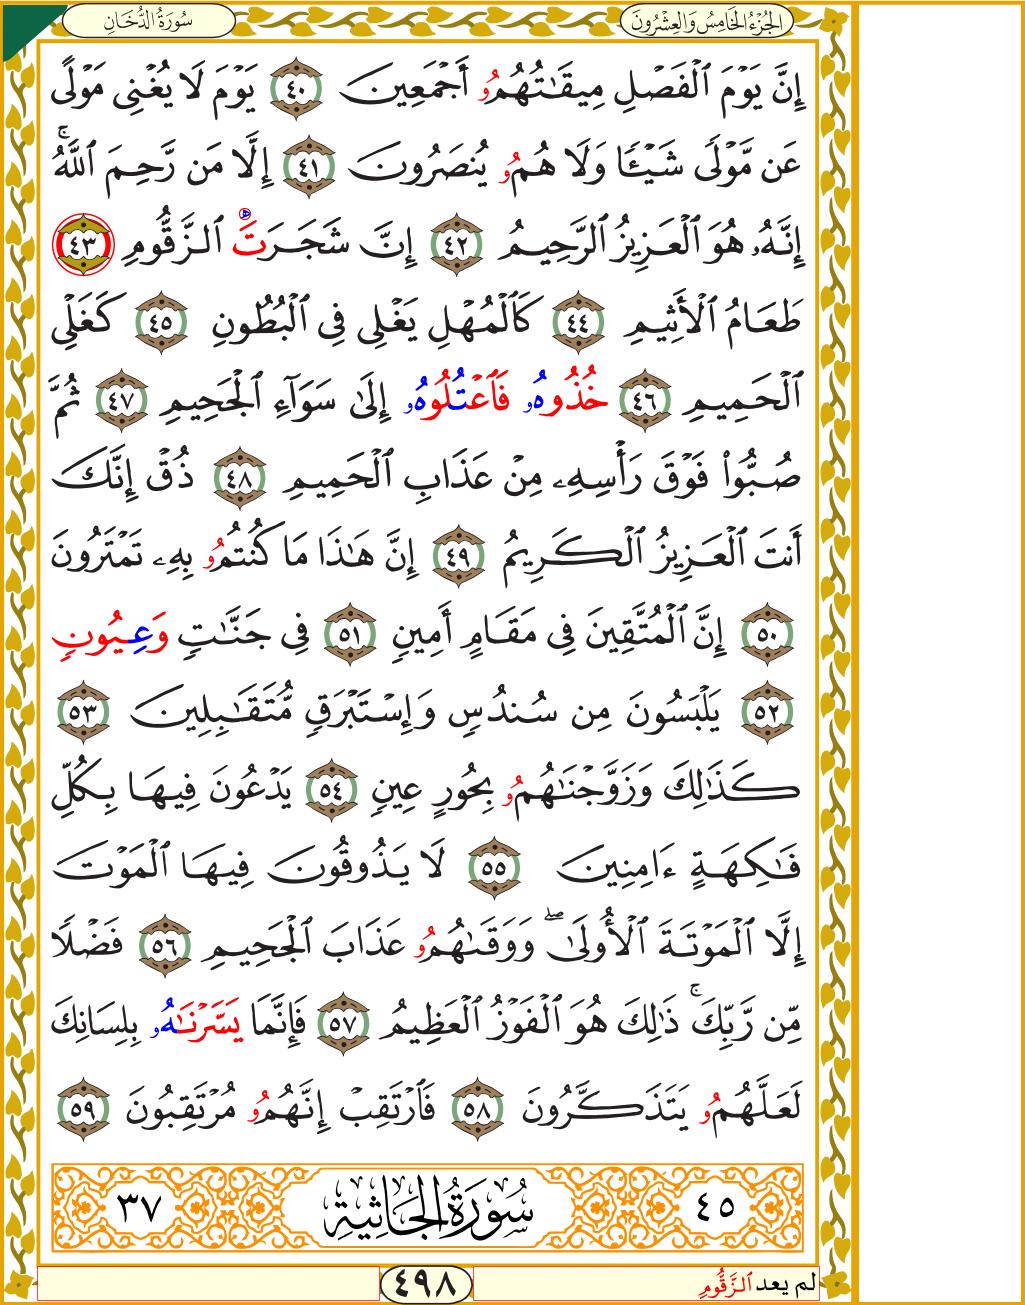 الجُزْءُ الخَامِسُ وَالعِشْرُونَ
سُورَةُ الدُّخَانِ
إِنَّ يَوْمَ ٱلْفَصْلِ مِيقَٰتُهُمُۥ أَجْمَعِينَ ٤٠ يَوْمَ لَا يُغْنِى مَوْلًى
عَن مَّوْلًى شَيْـًٔا وَلَا هُمُۥ يُنصَرُونَ ٤١ إِلَّا مَن رَّحِمَ ٱللَّهُۚ
إِنَّهُۥ هُوَ ٱلْعَزِيزُ ٱلرَّحِيمُ ٤٢ إِنَّ شَجَرَتَ ٱلزَّقُّومِ ٤٣
طَعَامُ ٱلْأَثِيمِ ٤٤ كَٱلْمُهْلِ يَغْلِى فِى ٱلْبُطُونِ ٤٥ كَغَلْىِ
ٱلْحَمِيمِ ٤٦ خُذُوهُۥ فَٱعْتُلُوهُۥ إِلَىٰ سَوَآءِ ٱلْجَحِيمِ ٤٧ ثُمَّ
صُبُّوا۟ فَوْقَ رَأْسِهِۦ مِنْ عَذَابِ ٱلْحَمِيمِ ٤٨ ذُقْ إِنَّكَ
أَنتَ ٱلْعَزِيزُ ٱلْكَرِيمُ ٤٩ إِنَّ هَٰذَا مَا كُنتُمُۥ بِهِۦ تَمْتَرُونَ
٥٠ إِنَّ ٱلْمُتَّقِينَ فِى مَقَامٍ أَمِينٍ ٥١ فِى جَنَّٰتٍ وَعِيُونٍ
٥٢ يَلْبَسُونَ مِن سُندُسٍ وَإِسْتَبْرَقٍ مُّتَقَٰبِلِينَ ٥٣
كَذَٰلِكَ وَزَوَّجْنَٰهُمُۥ بِحُورٍ عِينٍ ٥٤ يَدْعُونَ فِيهَا بِكُلِّ
فَٰكِهَةٍ ءَامِنِينَ ٥٥ لَا يَذُوقُونَ فِيهَا ٱلْمَوْتَ
إِلَّا ٱلْمَوْتَةَ ٱلْأُولَىٰۖ وَوَقَىٰهُمُۥ عَذَابَ ٱلْجَحِيمِ ٥٦ فَضْلًا
مِّن رَّبِّكَۚ ذَٰلِكَ هُوَ ٱلْفَوْزُ ٱلْعَظِيمُ ٥٧ فَإِنَّمَا يَسَّرْنَٰهُۥ بِلِسَانِكَ
لَعَلَّهُمُۥ يَتَذَكَّرُونَ ٥٨ فَٱرْتَقِبْ إِنَّهُمُۥ مُرْتَقِبُونَ ٥٩
٤٥ سُورَةُ الجَاثِيَةِ ٣٧
لم يعد ٱلزَّقُّومِ
٤٩٨